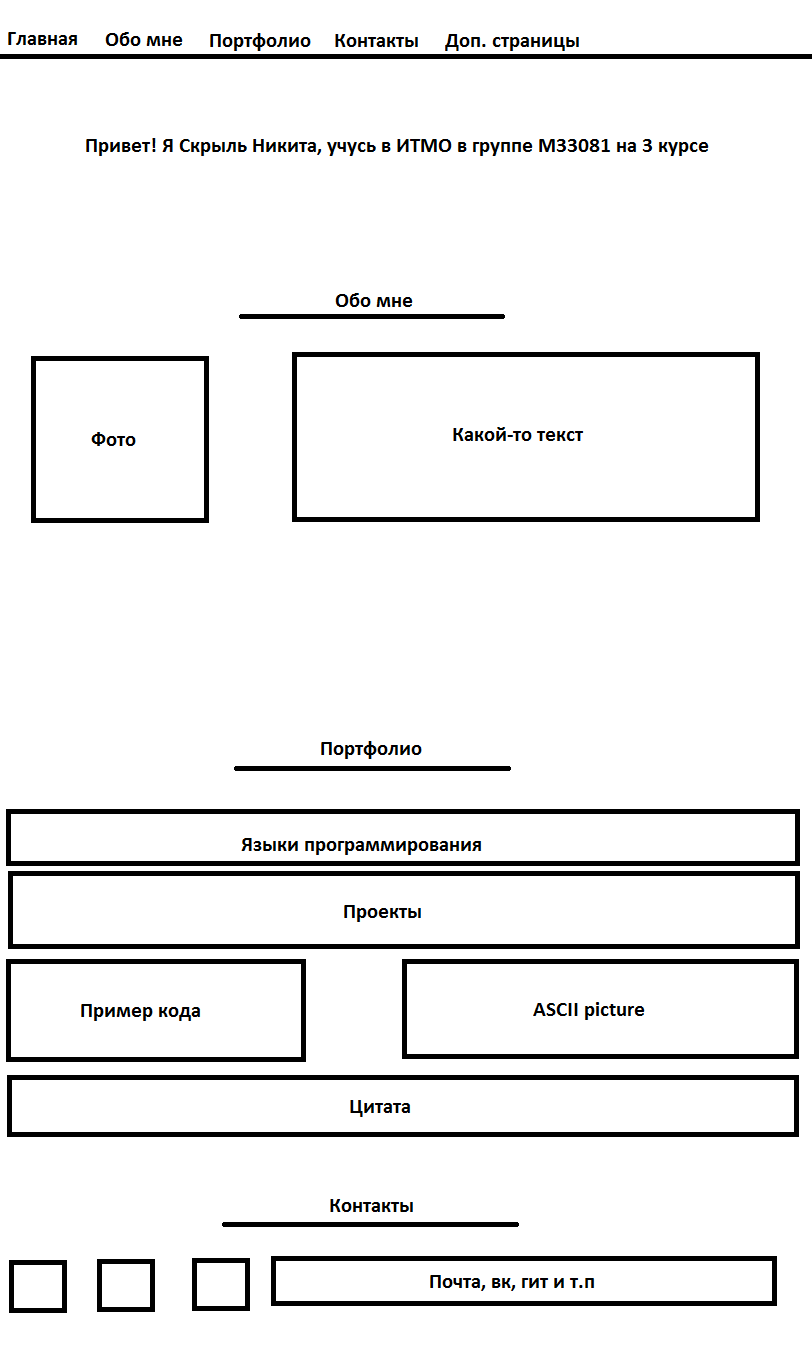 Главная Обо мне Портфолио Контакты Доп. страницы
Привет! Я Скрыль Никита, учусь в ИТМО в группе M33081 на 3 курсе
Обо мне
Фото
Какой-то текст
Портфолио
Языки программирования
Проекты
Пример кода
ASCII picture
Цитата
Контакты
Почта, вк, гит и т.п